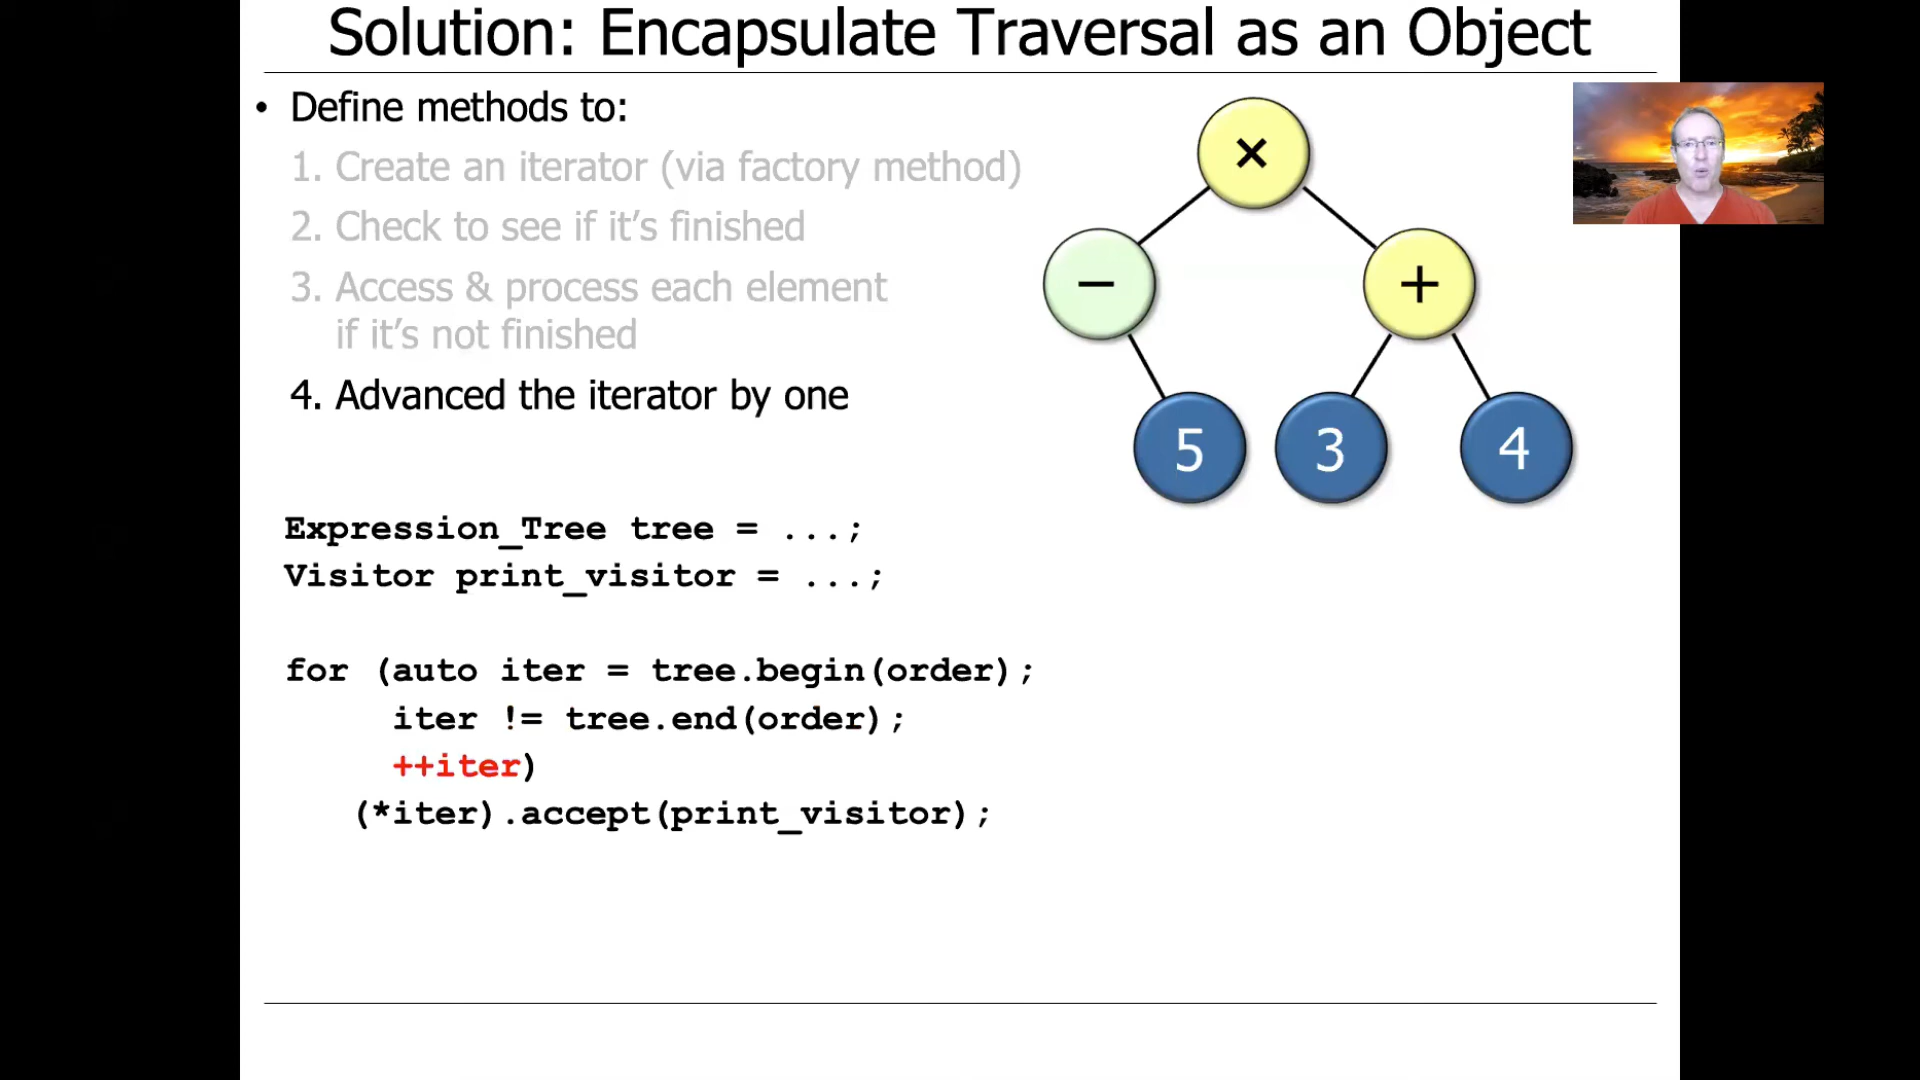 Solution: Encapsulate Traversal as an Object
• Define methods to:
1. Create an iterator (via factory method)
2. Check to see if it’s finished
3. Access & process each element
if it’s not finished
4. Advanced the iterator by one
×
−
+
5
3
4
Expression_Tree tree = ...;
Visitor print_visitor = ...;
for (auto iter = tree.begin(order);
iter != tree.end(order);
++iter)
(*iter).accept(print_visitor);